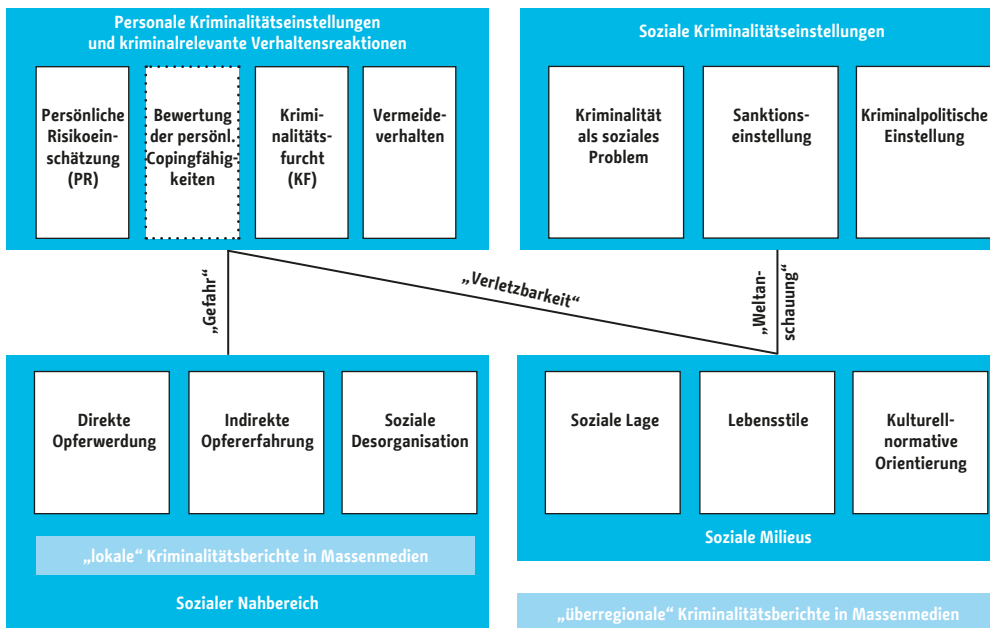 Personale Kriminalitätseinstellungen
und kriminalrelevante Verhaltensreaktionen
Persönliche
Risikoein-
schätzung
(PR)
Bewertung
der persönl.
Copingfähig-
keiten
Krimi-
nalitäts-
furcht
(KF)
Vermeide-
verhalten
Soziale Kriminalitätseinstellungen
Kriminalität
als soziales
Problem
Sanktions-
einstellung
Kriminalpolitische
Einstellung
„Gefahr“
„Verletzbarkeit“
„Weltan-
schauung“
Direkte
Opferwerdung
Indirekte
Opfererfahrung
Soziale
Desorganisation
„lokale“ Kriminalitätsberichte in Massenmedien
Sozialer Nahbereich
Soziale Lage
Lebensstile
Kulturell-
normative
Orientierung
Soziale Milieus
„überregionale“ Kriminalitätsberichte in Massenmedien